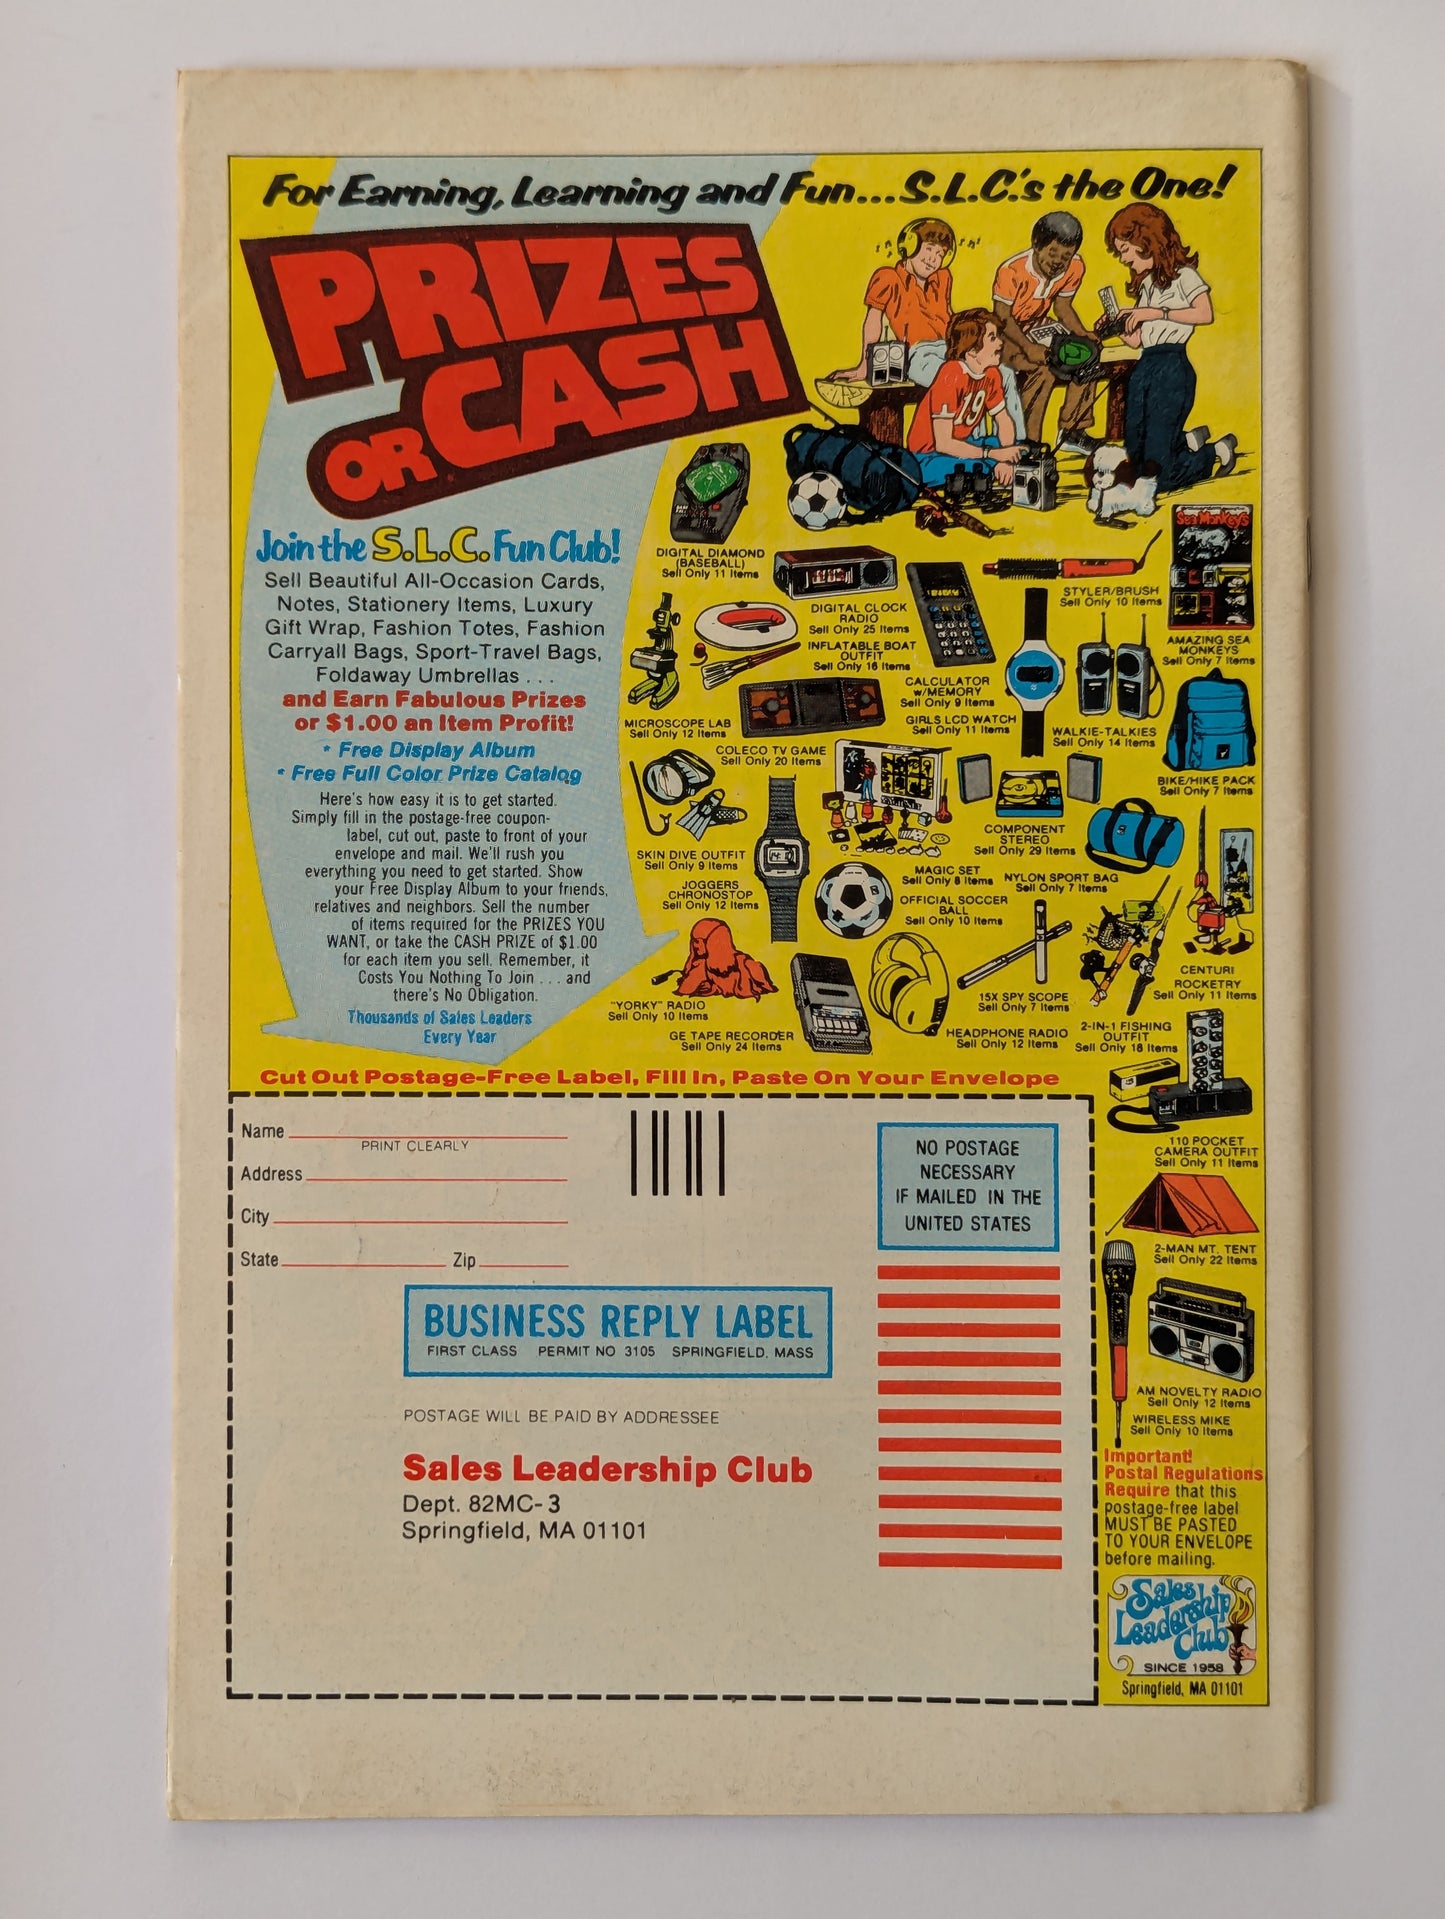 For Earning, Learning and Fun...S.L.C.'s the One!
PRIZES
OR CASH
Join the S.L.C. Fun Club!
Sell Beautiful All-Occasion Cards,
Notes, Stationery Items, Luxury
Gift Wrap, Fashion Totes, Fashion
Carryall Bags, Sport-Travel Bags,
Foldaway Umbrellas . . .
and Earn Fabulous Prizes
or $1.00 an Item Profit!
* Free Display Album
* Free Full Color Prize Catalog
Here's how easy it is to get started.
Simply fill in the postage-free coupon-
label, cut out, paste to front of your
envelope and mail. We'll rush you
everything you need to get started. Show
your Free Display Album to your friends,
relatives and neighbors. Sell the number
of items required for the PRIZES YOU
WANT, or take the CASH PRIZE of $1.00
for each item you sell. Remember, it
Costs You Nothing To Join . . . and
there's No Obligation.
Thousands of Sales Leaders
Every Year
19
DIGITAL DIAMOND
(BASEBALL)
Sell Only 11 Items
DIGITAL CLOCK
RADIO
Sell Only 25 Items
STYLER/BRUSH
Sell Only 10 Items
Sea Monkeys
AMAZING SEA
MONKEYS
Sell Only 7 Items
INFLATABLE BOAT
OUTFIT
Sell Only 16 Items
CALCULATOR
w/MEMORY
Sell Only 9 Items
MICROSCOPE LAB
Sell Only 12 Items
GIRLS LCD WATCH
Sell Only 11 Items
WALKIE-TALKIES
Sell Only 14 Items
COLECO TV GAME
Sell Only 20 Items
BIKE/HIKE PACK
Sell Only 7 Items
SKIN DIVE OUTFIT
Sell Only 9 Items
COMPONENT
STEREO
Sell Only 29 Items
JOGGERS
CHRONOSTOP
Sell Only 12 Items
MAGIC SET
Sell Only 8 Items
NYLON SPORT BAG
Sell Only 7 Items
OFFICIAL SOCCER
BALL
Sell Only 10 Items
CENTURI
ROCKETRY
Sell Only 11 Items
"YORKY" RADIO
Sell Only 10 Items
15X SPY SCOPE
Sell Only 7 Items
GE TAPE RECORDER
Sell Only 24 Items
HEADPHONE RADIO
Sell Only 12 Items
2-IN-1 FISHING
OUTFIT
Sell Only 18 Items
110 POCKET
CAMERA OUTFIT
Sell Only 11 Items
2-MAN MT. TENT
Sell Only 22 Items
AM NOVELTY RADIO
Sell Only 12 Items
WIRELESS MIKE
Sell Only 10 Items
Important!
Postal Regulations
Require that this
postage-free label
MUST BE PASTED
TO YOUR ENVELOPE
before mailing.
Sales
Leadership
Club
SINCE 1958
Springfield, MA 01101
Cut Out Postage-Free Label, Fill In, Paste On Your Envelope
Name
PRINT CLEARLY
Address
City
State Zip
NO POSTAGE
NECESSARY
IF MAILED IN THE
UNITED STATES
BUSINESS REPLY LABEL
FIRST CLASS PERMIT NO 3105 SPRINGFIELD, MASS
POSTAGE WILL BE PAID BY ADDRESSEE
Sales Leadership Club
Dept. 82MC-3
Springfield, MA 01101